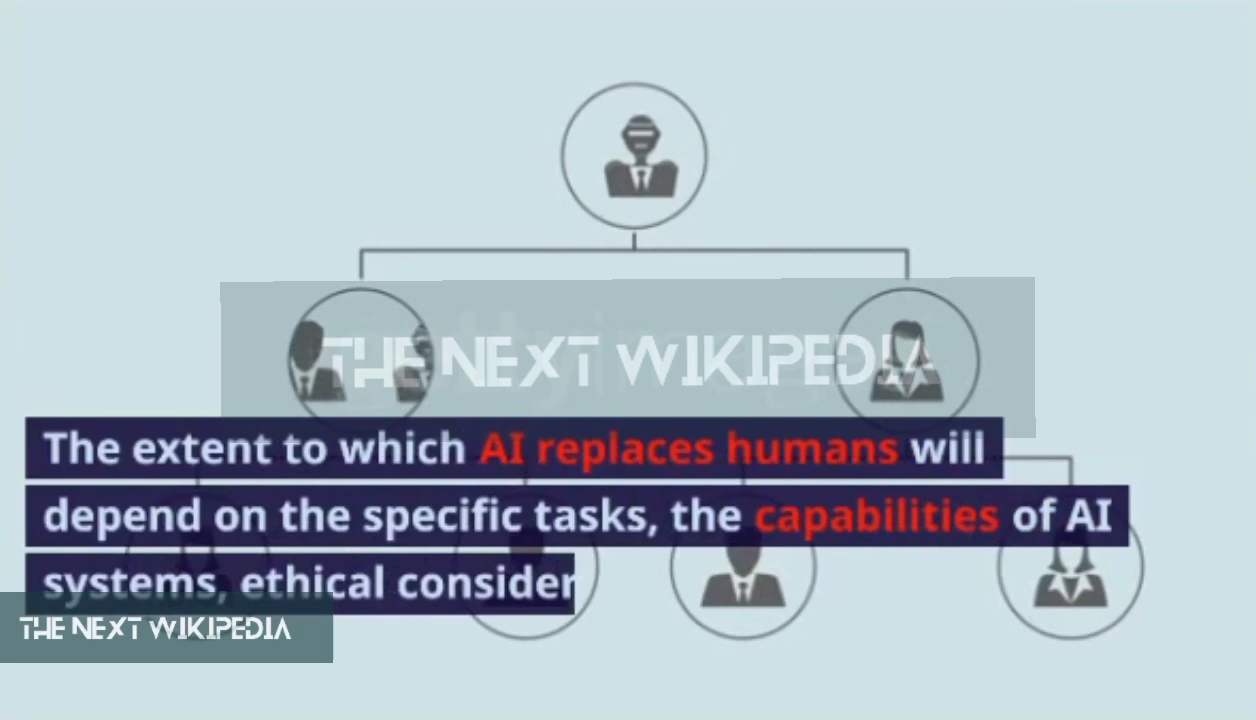 THE NEXT WIKIPEDIA
The extent to which AI replaces humans will
depend on the specific tasks, the capabilities of AI
systems, ethical consider
THE NEXT WIKIPEDIA